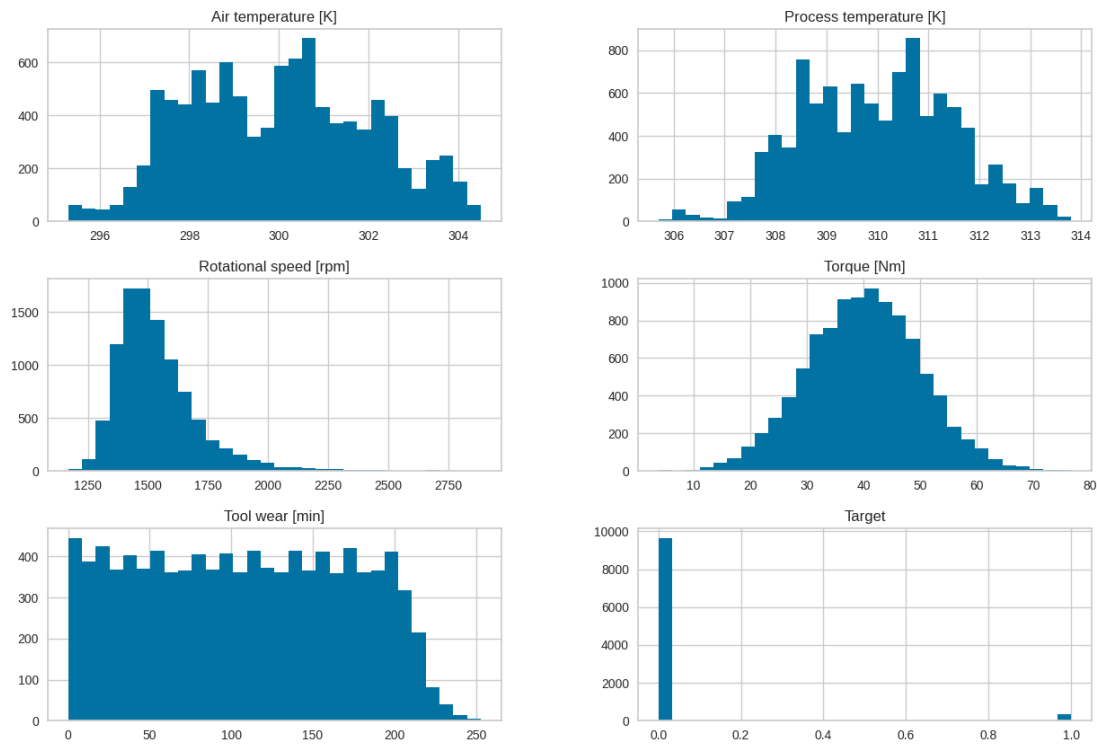 Air temperature [K]
600
400
200
0
296 298 300 302 304
Process temperature [K]
800
600
400
200
0
306 307 308 309 310 311 312 313 314
Rotational speed [rpm]
1500
1000
500
0
1250 1500 1750 2000 2250 2500 2750
Torque [Nm]
1000
800
600
400
200
0
10 20 30 40 50 60 70 80
Tool wear [min]
400
300
200
100
0
0 50 100 150 200 250
Target
10000
8000
6000
4000
2000
0
0.0 0.2 0.4 0.6 0.8 1.0